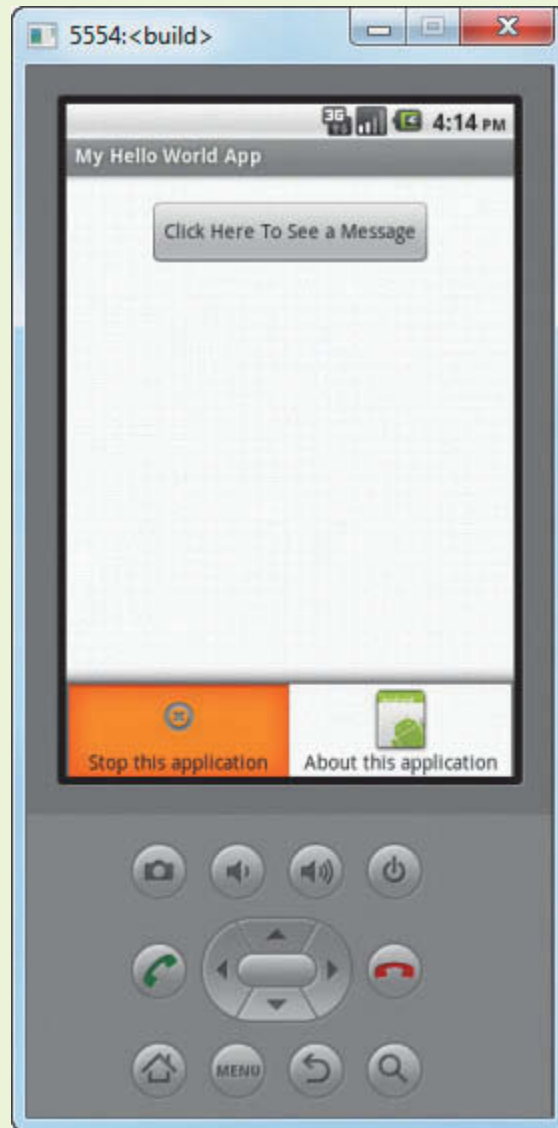 5554:<build>
3G 4:14 PM
My Hello World App
Click Here To See a Message
Stop this application
About this application
MENU